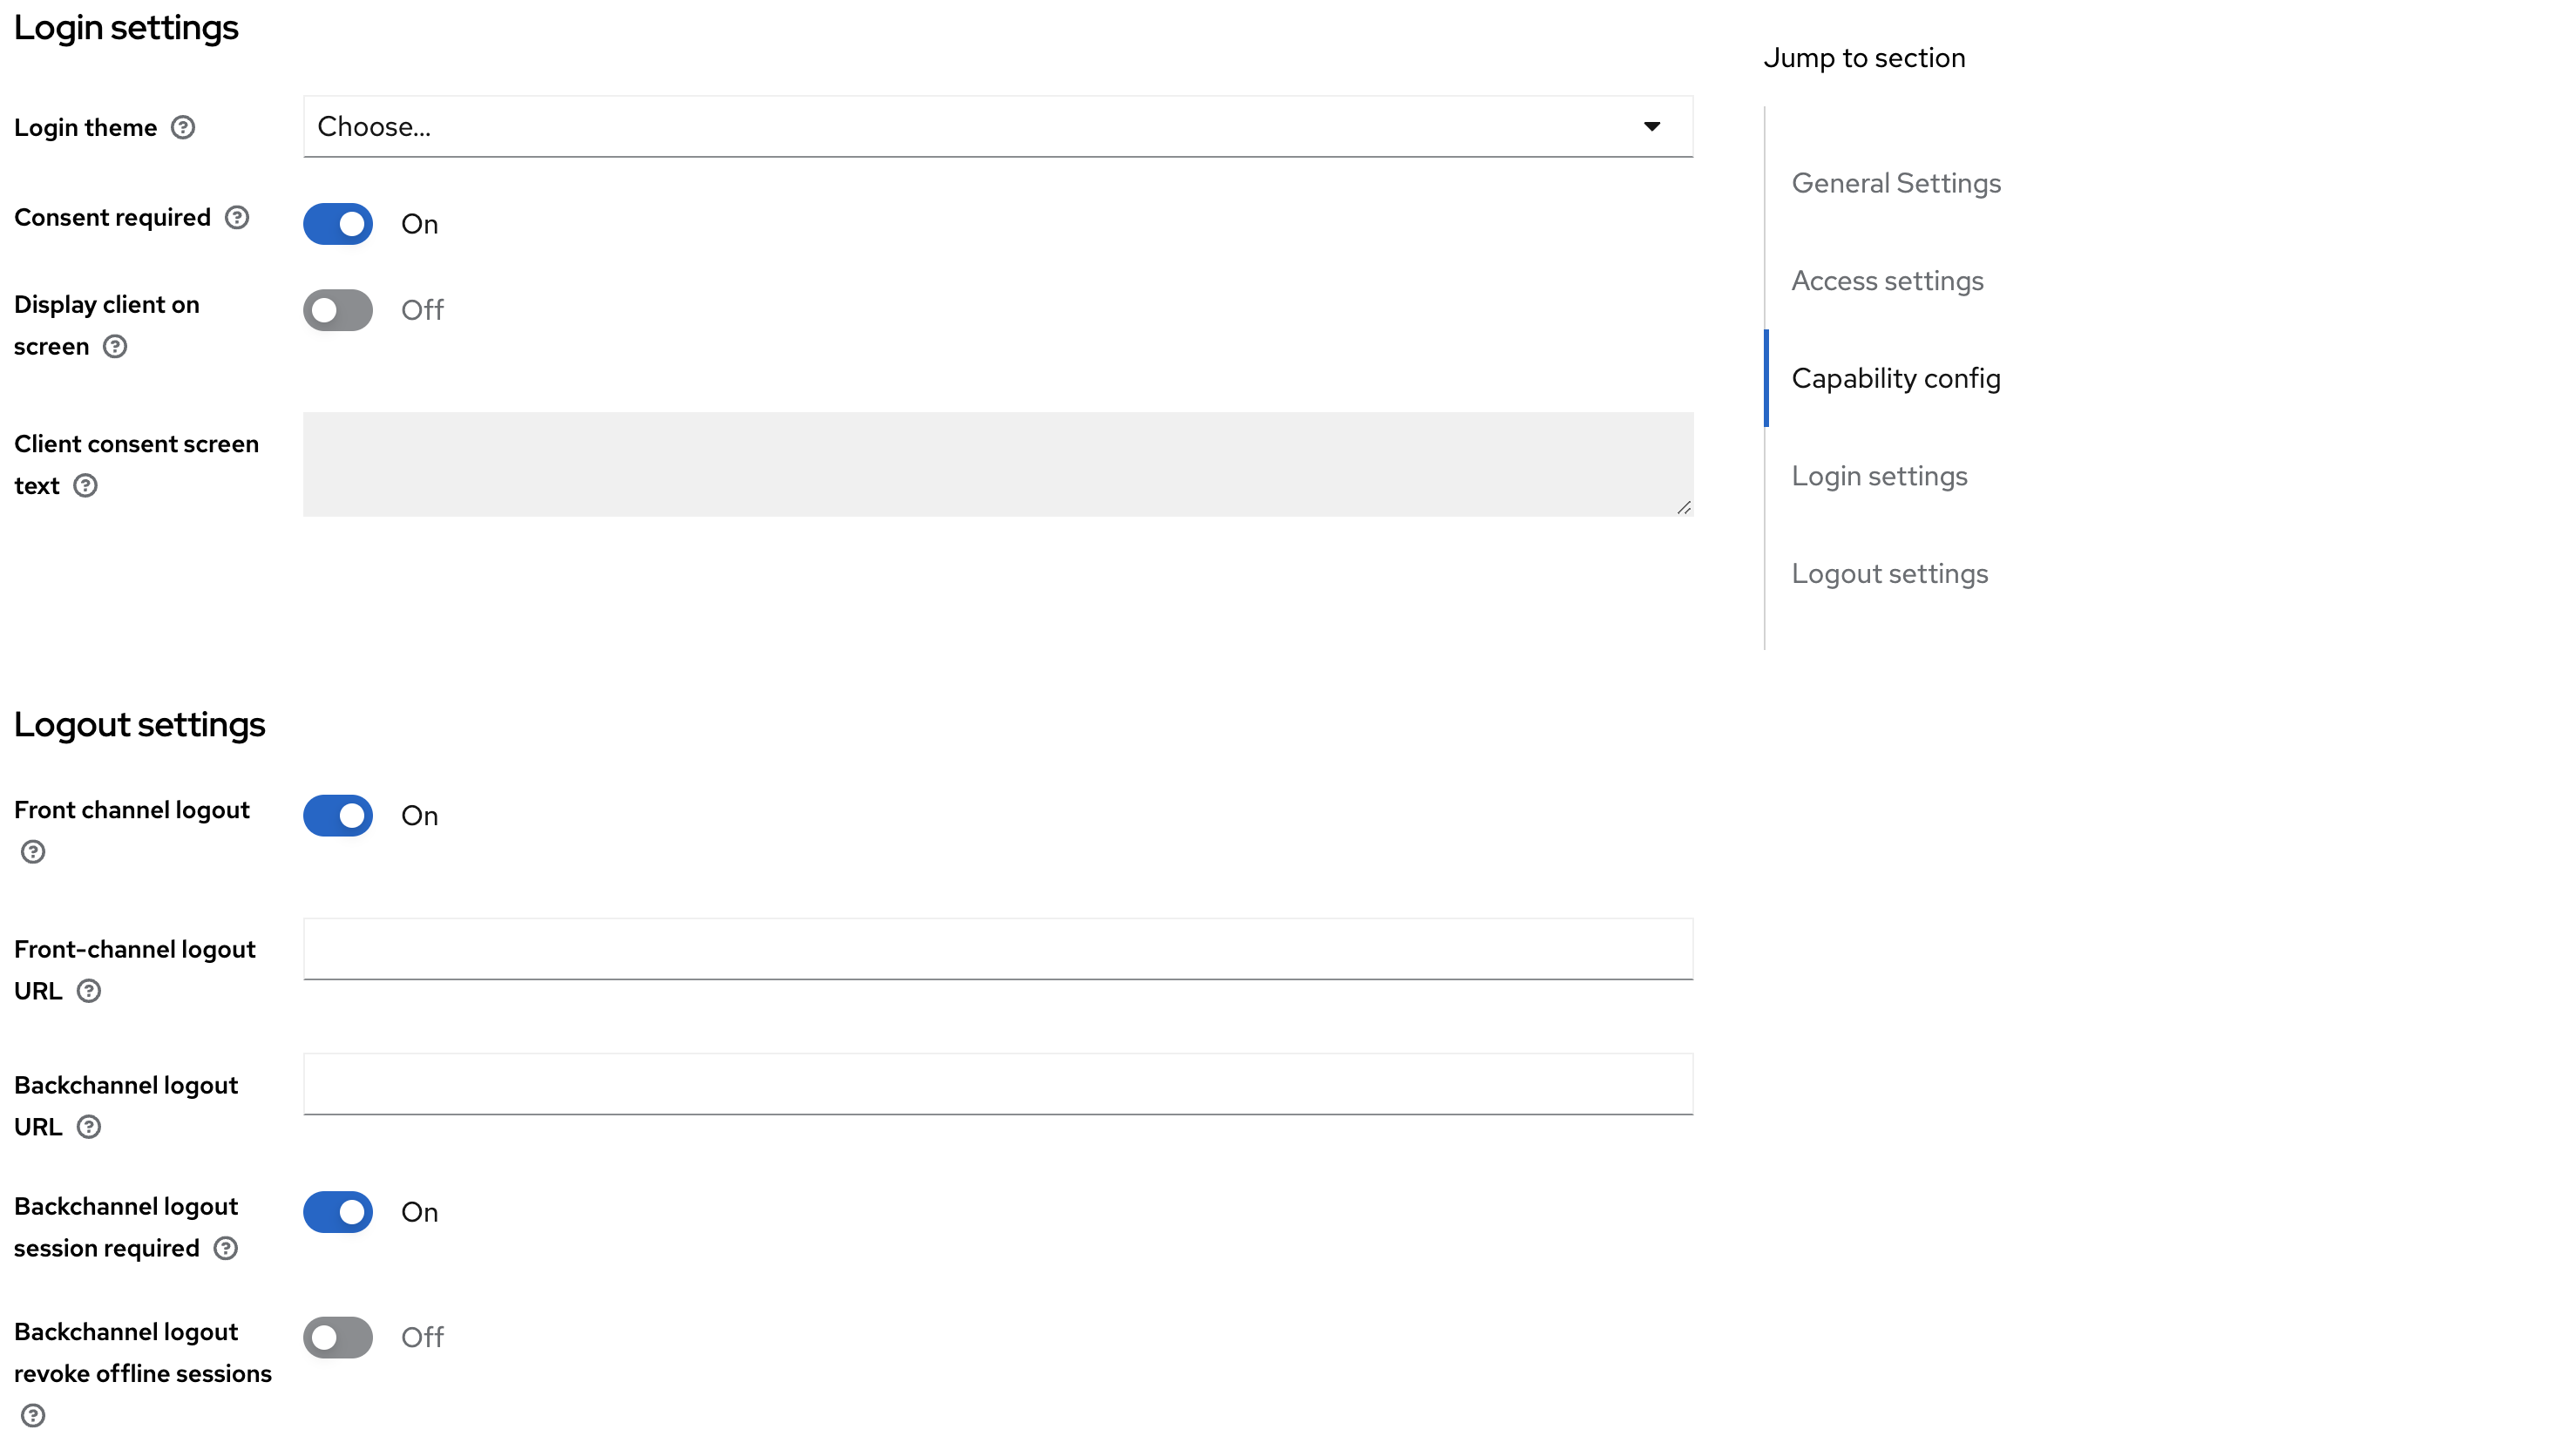 Login settings
Login theme
Choose...
Consent required
On
Display client on
screen
Off
Client consent screen
text
Logout settings
Front channel logout
On
Front-channel logout
URL
Backchannel logout
URL
Backchannel logout
session required
On
Backchannel logout
revoke offline sessions
Off
Jump to section
General Settings
Access settings
Capability config
Login settings
Logout settings